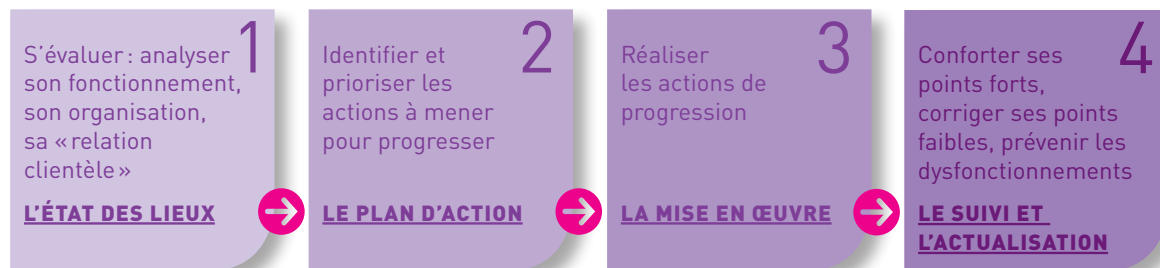 1
S’évaluer : analyser
son fonctionnement,
son organisation,
sa « relation
clientèle »
L’ÉTAT DES LIEUX
2
Identifier et
prioriser les
actions à mener
pour progresser
LE PLAN D’ACTION
3
Réaliser
les actions de
progression
LA MISE EN ŒUVRE
4
Conforter ses
points forts,
corriger ses points
faibles, prévenir les
dysfonctionnements
LE SUIVI ET
L’ACTUALISATION